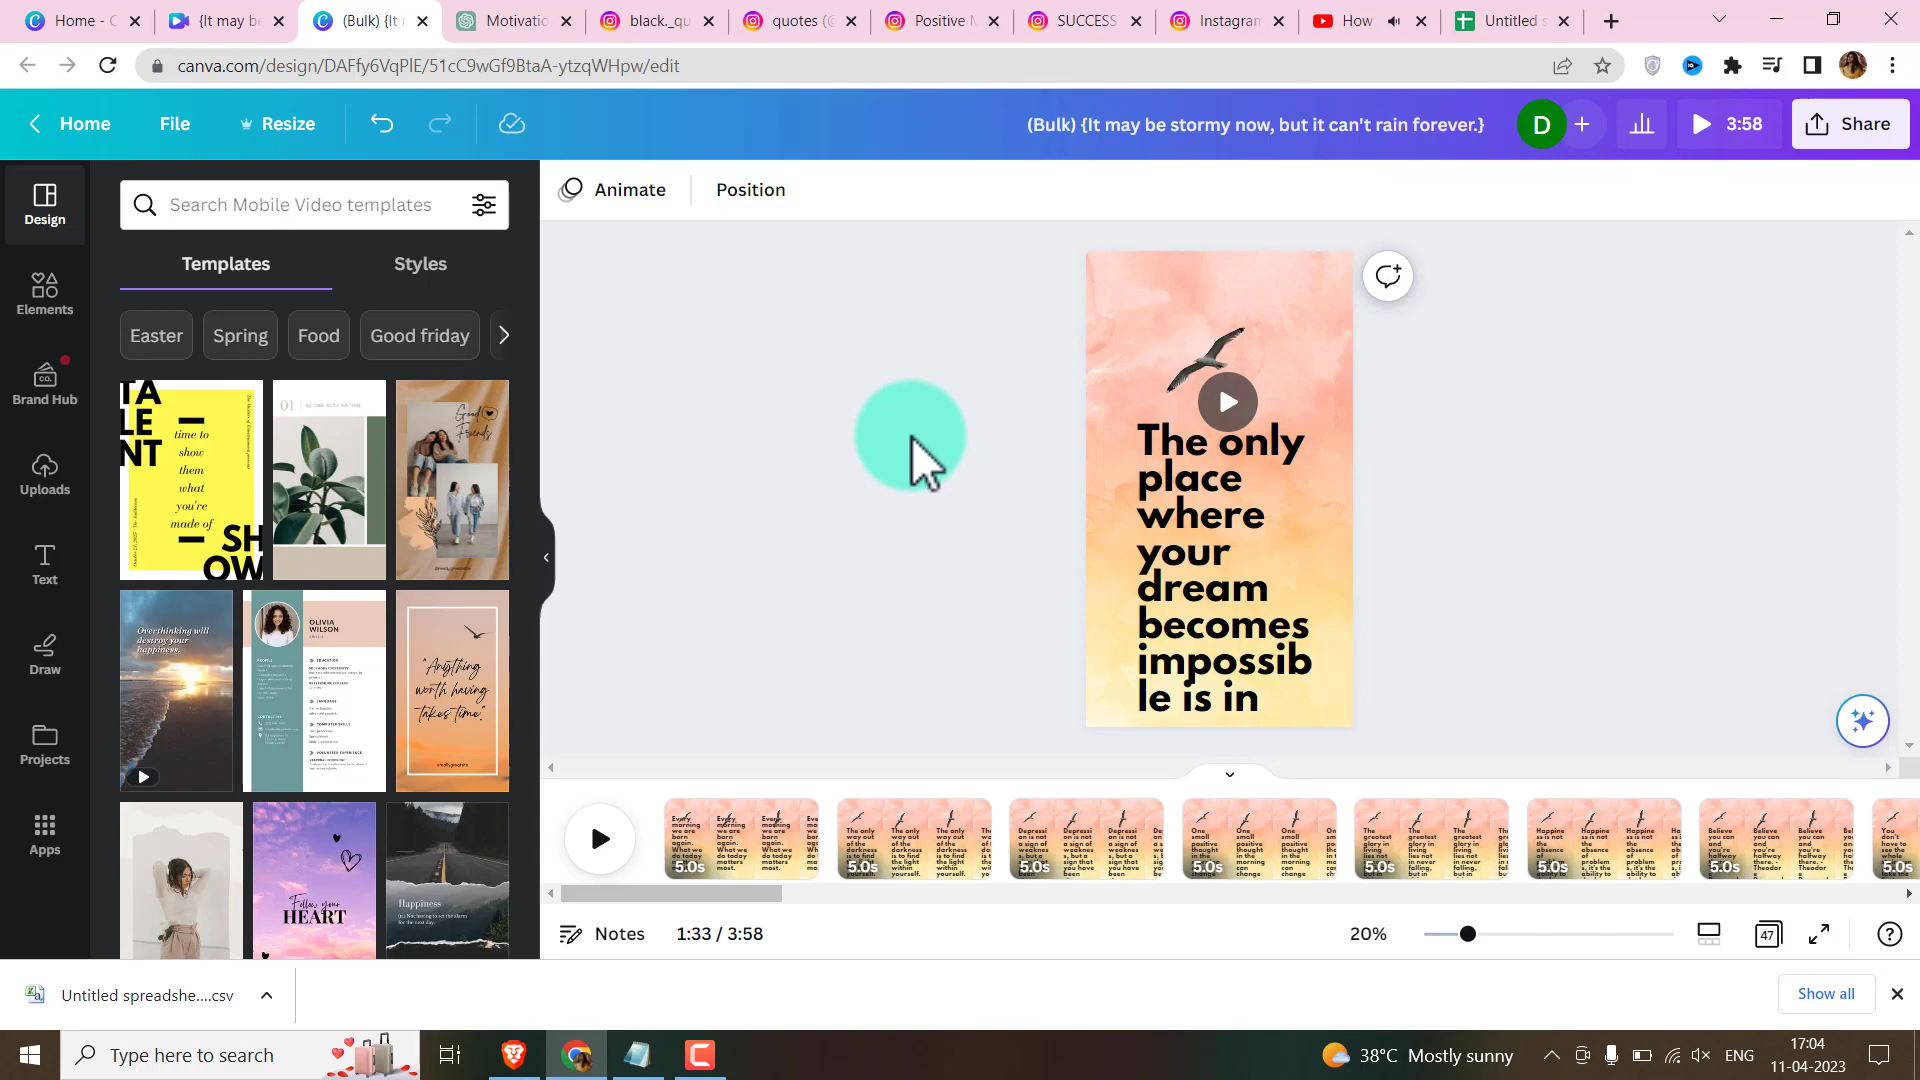 Home - C
{It may be
(Bulk) {It r
Motivatio
black._qu
quotes (@
Positive M
SUCCESS
Instagram
How
Untitled s
canva.com/design/DAFfy6VqPlE/51cC9wGf9BtaA-ytzqWHpw/edit
Home
File
Resize
(Bulk) {It may be stormy now, but it can't rain forever.}
D
3:58
Share
Design
Elements
Brand Hub
Uploads
Text
Draw
Projects
Apps
Search Mobile Video templates
Templates
Styles
Easter
Spring
Food
Good friday
TA
LE
NT
time to
show
them
what
you're
made of
SH
OW
01
Good
Friends
Overthinking will
destroy your
happiness.
OLIVIA
WILSON
"Anything
worth having
takes time".
Follow your
HEART
Happiness
Animate
Position
The only
place
where
your
dream
becomes
impossib
le is in
5.0s
5.0s
5.0s
5.0s
5.0s
5.0s
5.0s
5.0s
Notes
1:33 / 3:58
20%
47
Untitled spreadshe....csv
Show all
Type here to search
38°C Mostly sunny
ENG
17:04
11-04-2023